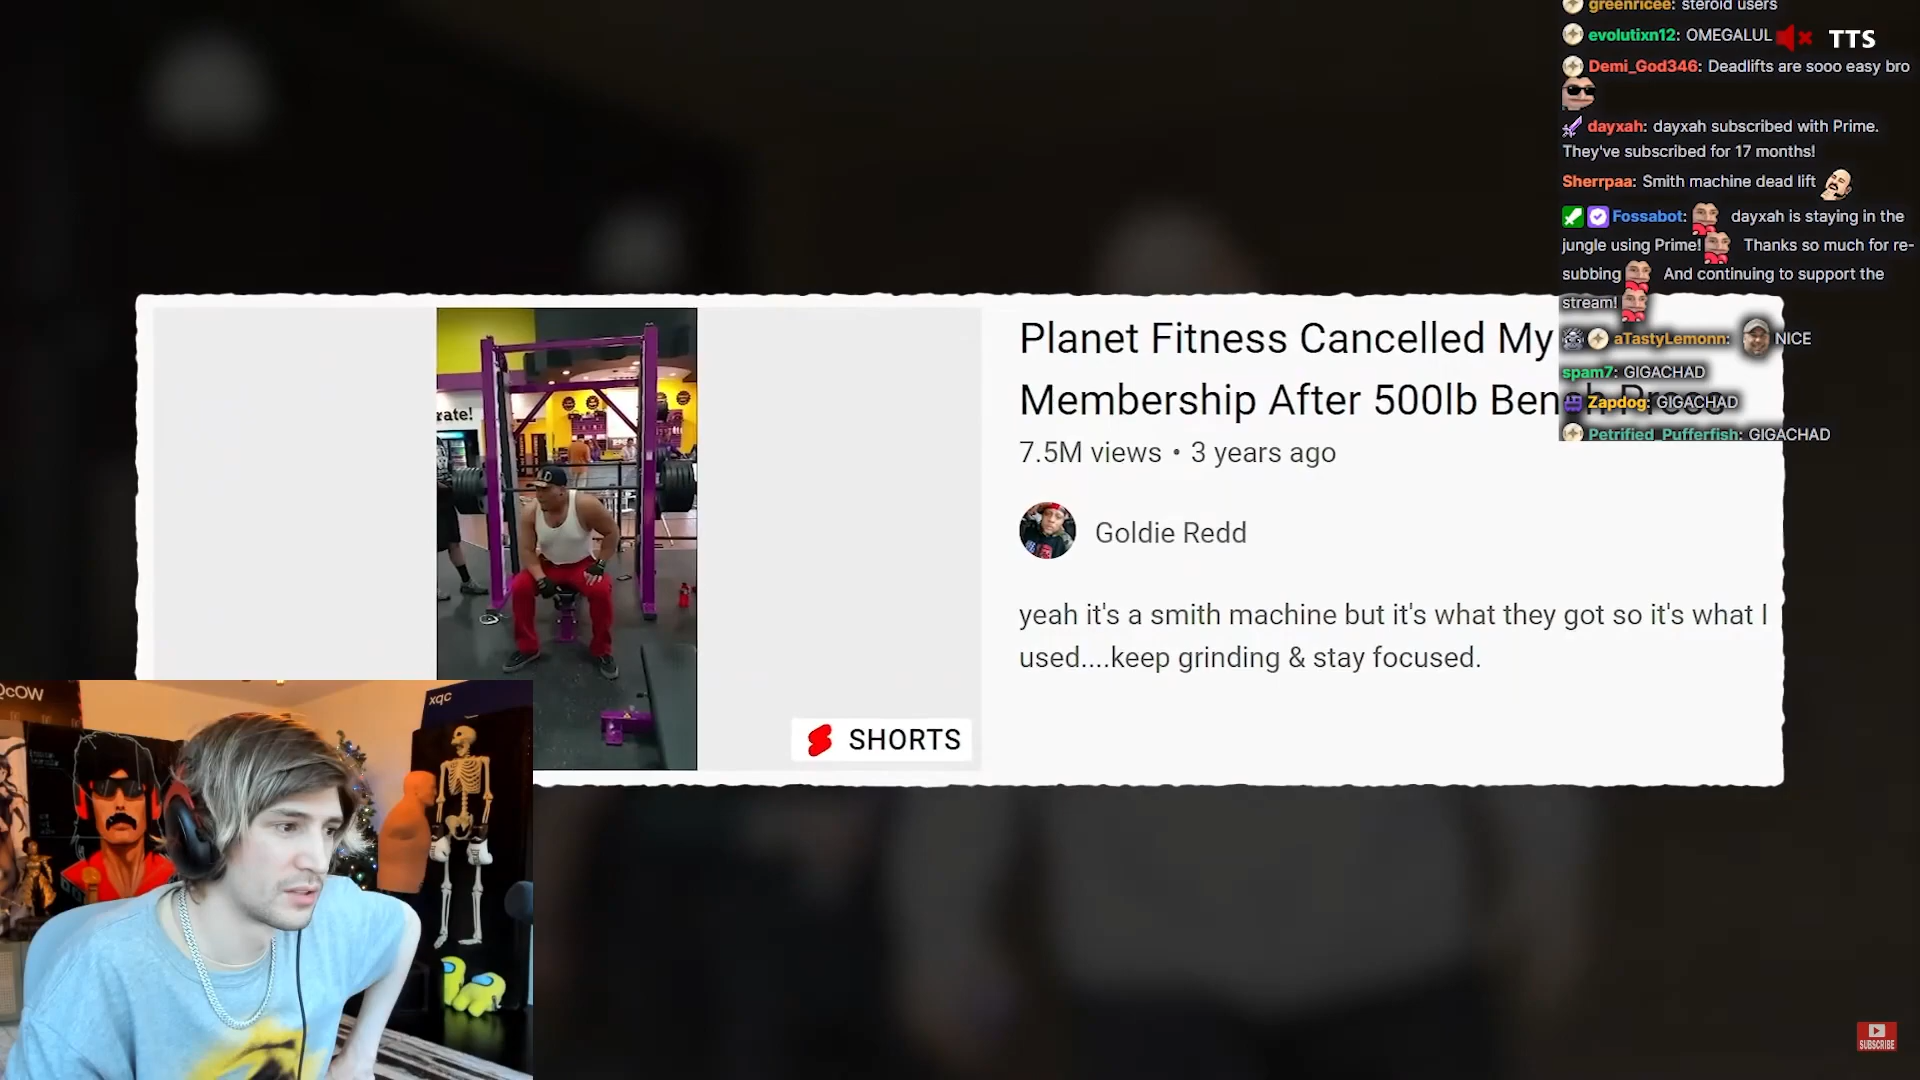 greenricee: steroid users
evolutixn12: OMEGALUL
TTS
Demi_God346: Deadlifts are sooo easy bro
dayxah: dayxah subscribed with Prime.
They've subscribed for 17 months!
Sherrpaa: Smith machine dead lift
Fossabot: dayxah is staying in the
jungle using Prime! Thanks so much for re-
subbing And continuing to support the
stream!
aTastyLemonn: NICE
spam7: GIGACHAD
Zapdog: GIGACHAD
Petrified_Pufferfish: GIGACHAD
Planet Fitness Cancelled My
Membership After 500lb Bench Press
7.5M views • 3 years ago
Goldie Redd
yeah it's a smith machine but it's what they got so it's what I
used....keep grinding & stay focused.
rate!
SHORTS
QcOW
xqc
SUBSCRIBE